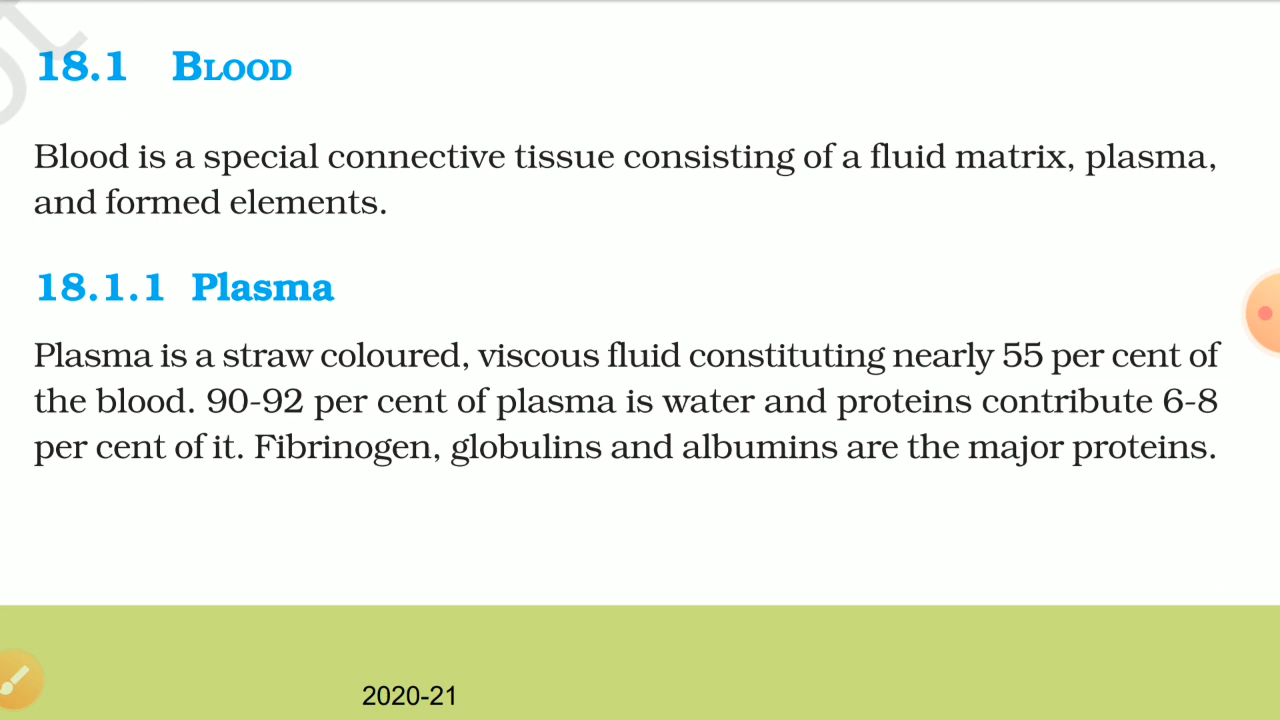 18.1 BLOOD
Blood is a special connective tissue consisting of a fluid matrix, plasma,
and formed elements.
18.1.1 Plasma
Plasma is a straw coloured, viscous fluid constituting nearly 55 per cent of
the blood. 90-92 per cent of plasma is water and proteins contribute 6-8
per cent of it. Fibrinogen, globulins and albumins are the major proteins.
2020-21